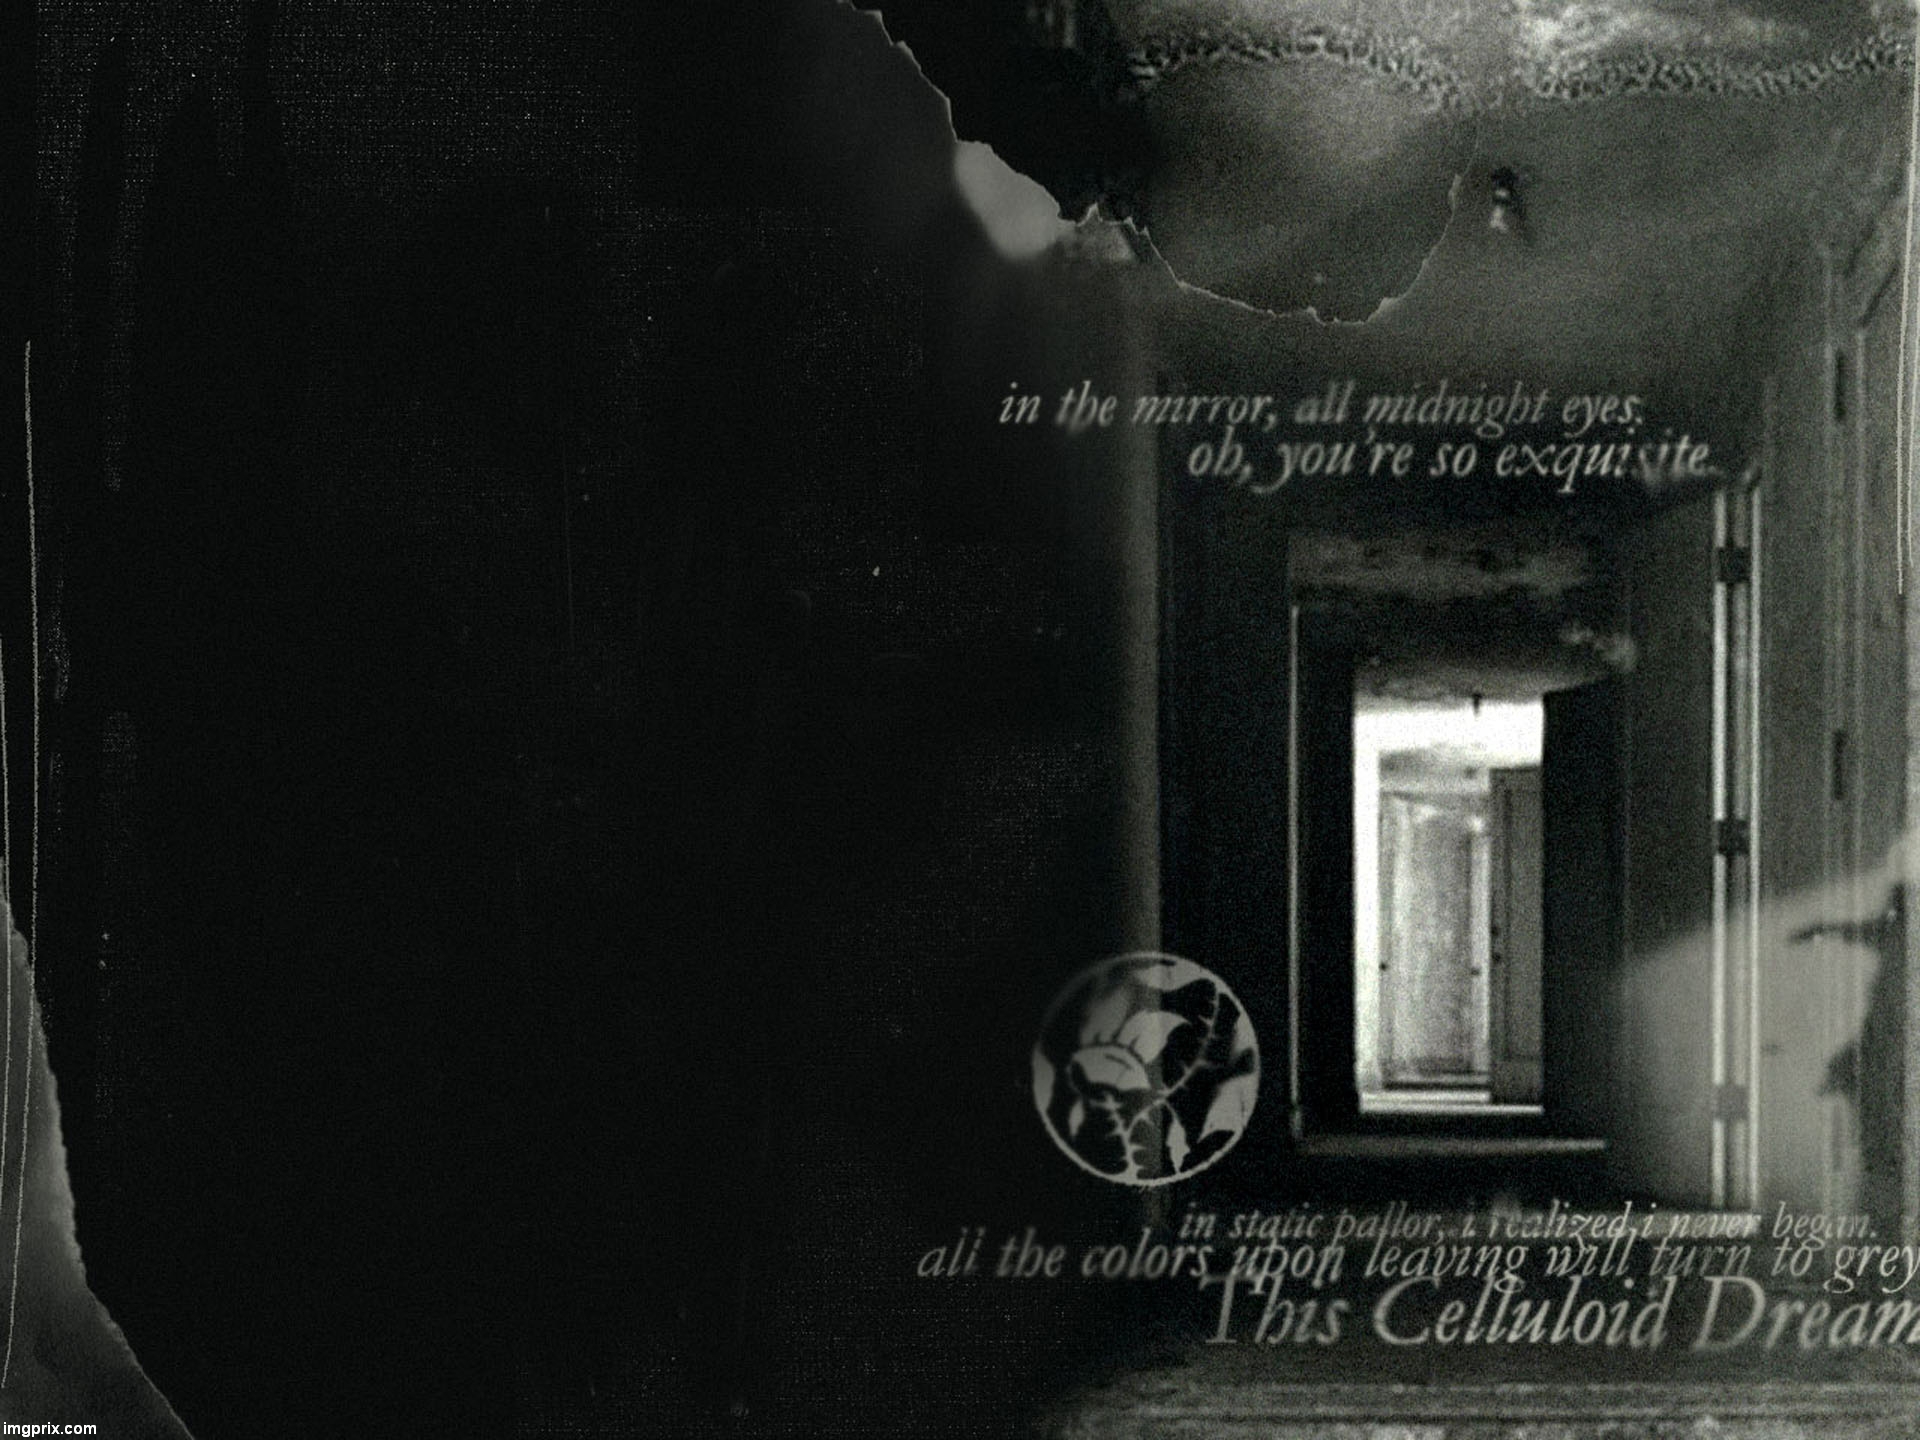 in the mirror, all midnight eyes.
oh, you're so exquisite.
in static pallor, i realized i never began.
all the colors upon leaving will turn to grey
This Celluloid Dream
imgprix.com